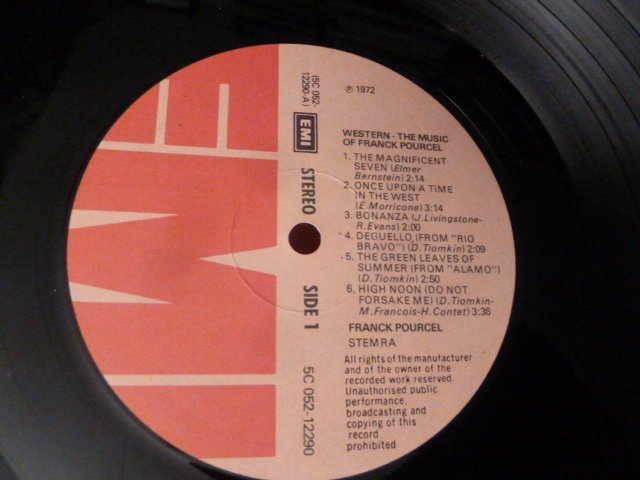 EMI
(5C 052-
12290-A)
EMI
STEREO
SIDE 1
5C 052-12290
℗ 1972
WESTERN - THE MUSIC
OF FRANCK POURCEL
1. THE MAGNIFICENT
SEVEN (Elmer
Bernstein) 2:14
2. ONCE UPON A TIME
IN THE WEST
(E.Morricone) 3:14
3. BONANZA (J.Livingstone-
R.Evans) 2:00
4. DEGUELLO (FROM "RIO
BRAVO") (D.Tiomkin) 2:09
5. THE GREEN LEAVES OF
SUMMER (FROM "ALAMO")
(D.Tiomkin) 2:50
6. HIGH NOON (DO NOT
FORSAKE ME) (D.Tiomkin-
M.Francois-H.Contet) 3:36
FRANCK POURCEL
STEMRA
All rights of the manufacturer
and of the owner of the
recorded work reserved.
Unauthorised public
performance,
broadcasting and
copying of this
record
prohibited